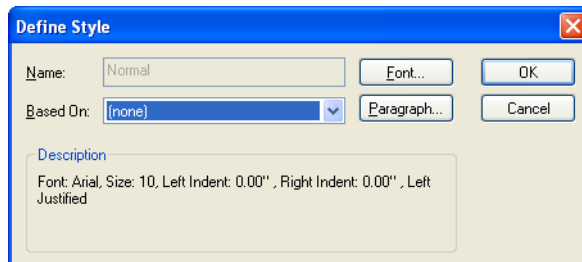 Define Style
Name: Normal Font... OK
Based On: (none) Paragraph... Cancel
Description
Font: Arial, Size: 10, Left Indent: 0.00'' , Right Indent: 0.00'' , Left
Justified